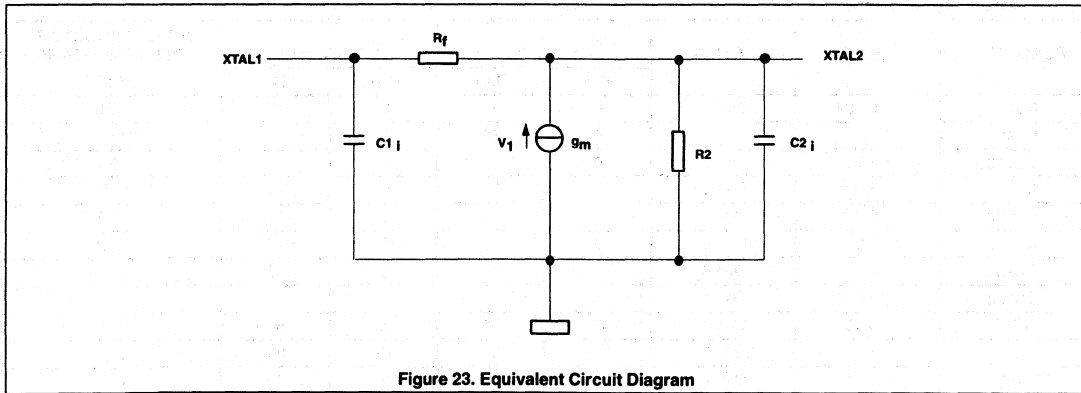 Rf
XTAL1
XTAL2
C1 i
V1
gm
R2
C2 i
Figure 23. Equivalent Circuit Diagram